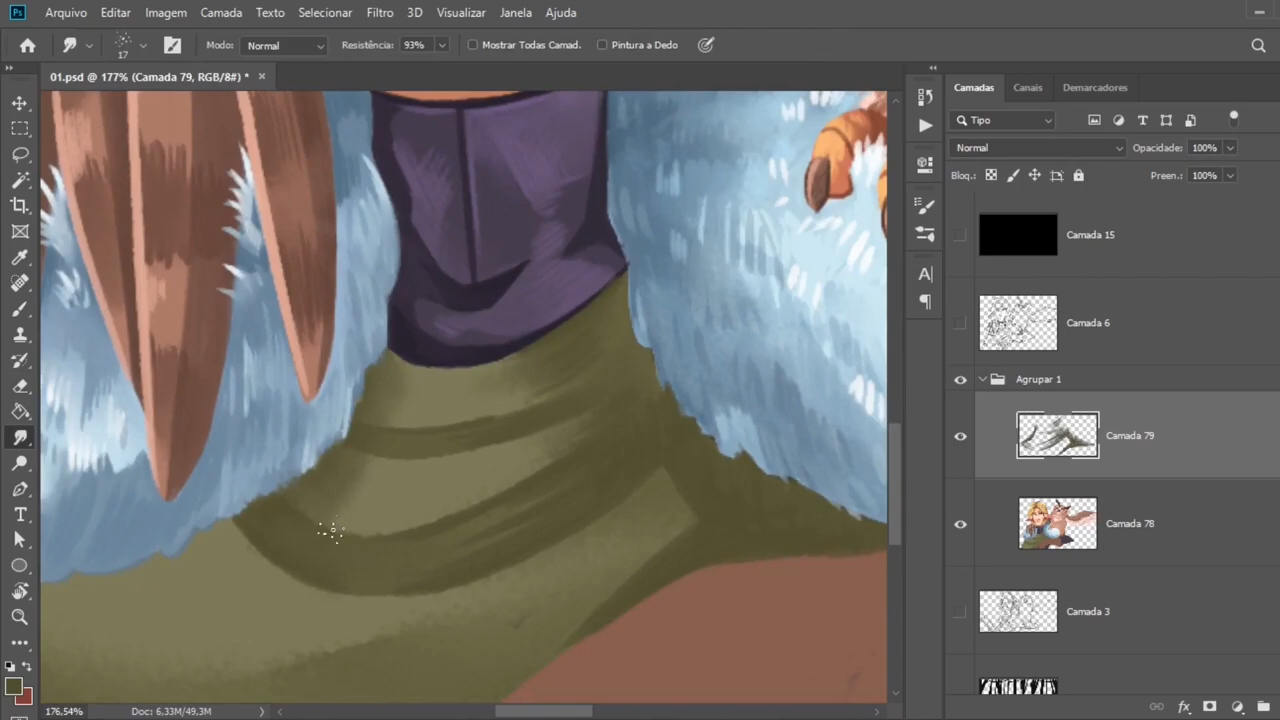 Ps Arquivo Editar Imagem Camada Texto Selecionar Filtro 3D Visualizar Janela Ajuda
17 Modo: Normal Resistência: 93% Mostrar Todas Camad. Pintura a Dedo
01.psd @ 177% (Camada 79, RGB/8#) *
Camadas Canais Demarcadores
Tipo
Normal Opacidade: 100%
Bloq.: Preen.: 100%
Camada 15
Camada 6
Agrupar 1
Camada 79
Camada 78
Camada 3
176,54% Doc: 6,33M/49,3M